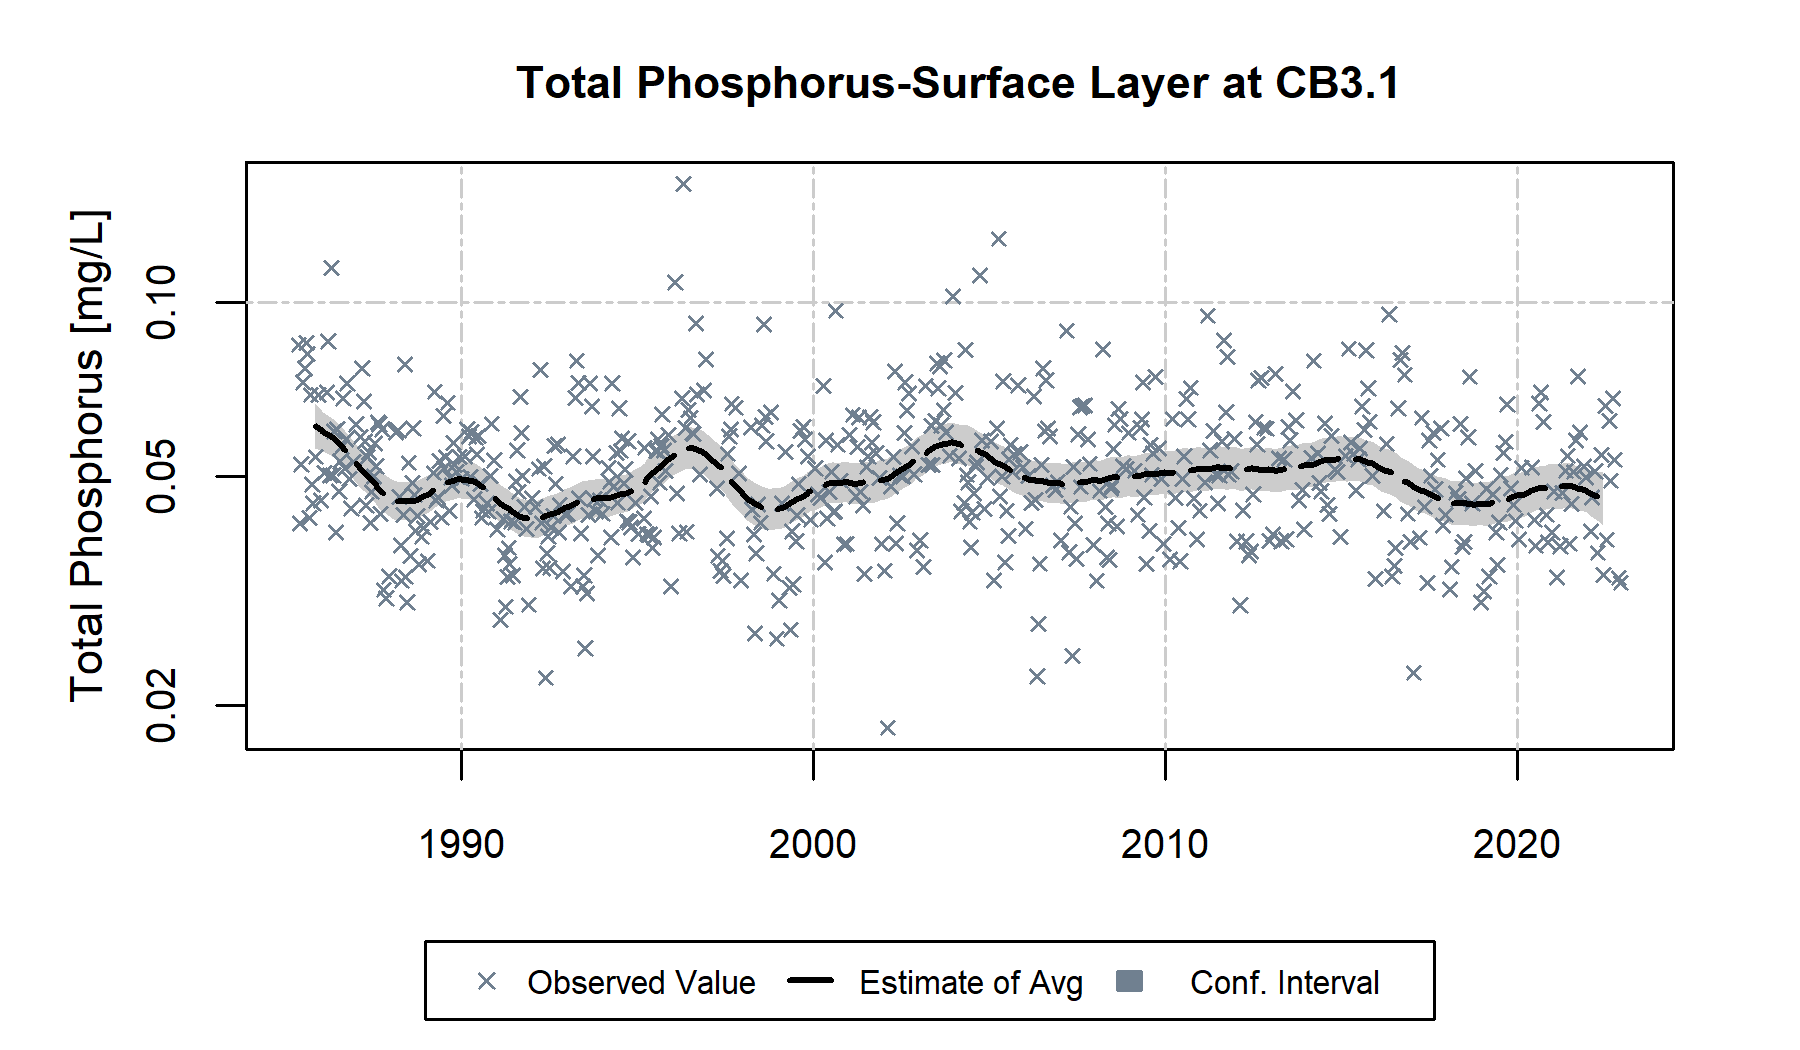 Total Phosphorus-Surface Layer at CB3.1
Total Phosphorus [mg/L]
0.10
0.05
0.02
1990 2000 2010 2020
Observed Value Estimate of Avg Conf. Interval